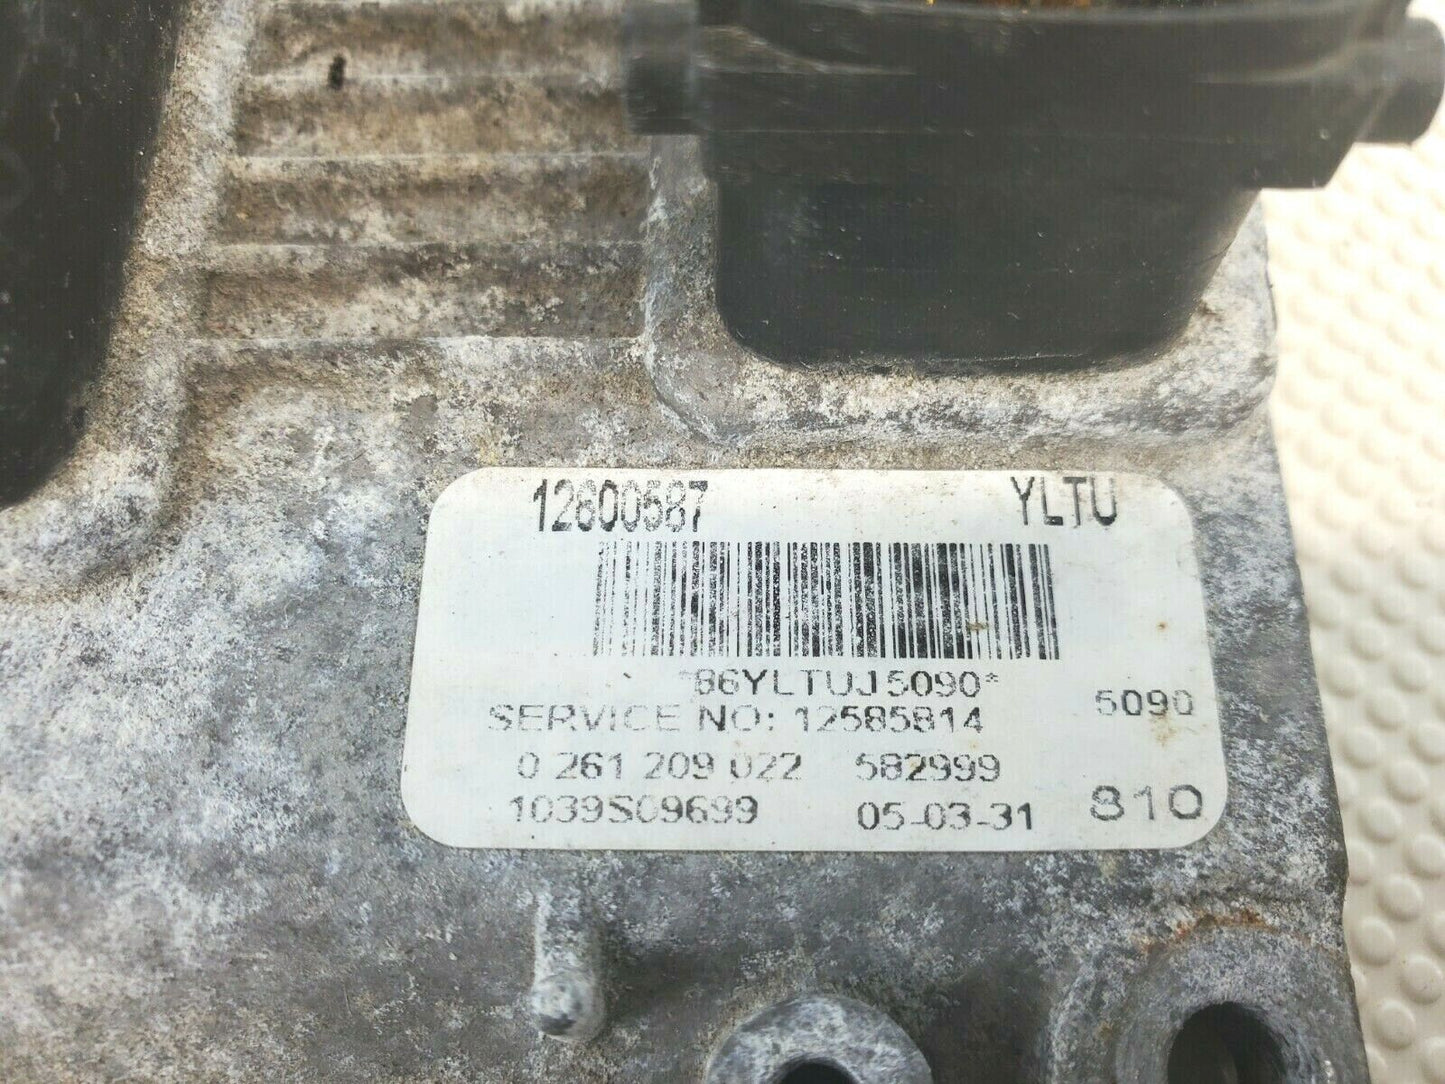 12600587 YLTU
*86YLTUJ5090*
SERVICE NO: 12585814 5090
0 261 209 022 582999
1039S09699 05-03-31 810